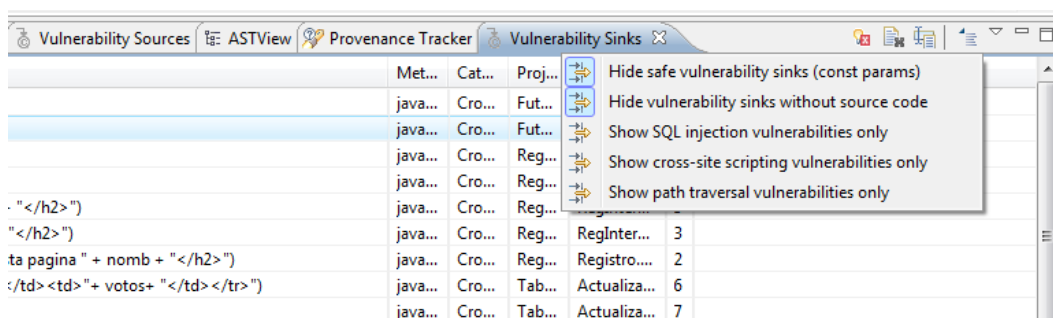 Vulnerability Sources ASTView Provenance Tracker Vulnerability Sinks
Met... Cat... Proj...
Hide safe vulnerability sinks (const params)
Hide vulnerability sinks without source code
Show SQL injection vulnerabilities only
Show cross-site scripting vulnerabilities only
Show path traversal vulnerabilities only
java... Cro... Fut...
java... Cro... Fut...
java... Cro... Reg...
java... Cro... Reg...
- "</h2>") java... Cro... Reg...
"</h2>") java... Cro... Reg... RegInter... 3
ta pagina " + nomb + "</h2>") java... Cro... Reg... Registro.... 2
</td><td>"+ votos+ "</td></tr>") java... Cro... Tab... Actualiza... 6
java... Cro... Tab... Actualiza... 7